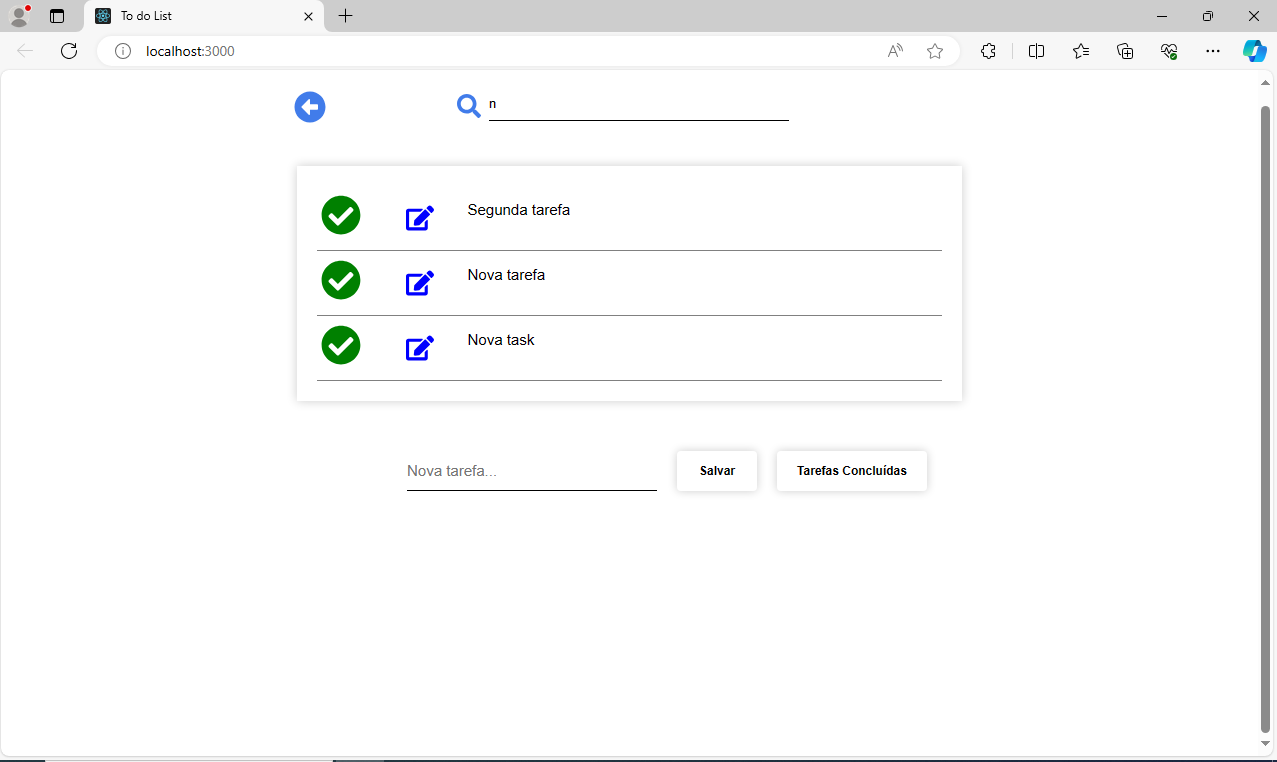 To do List
localhost:3000
n
Segunda tarefa
Nova tarefa
Nova task
Nova tarefa...
Salvar
Tarefas Concluídas